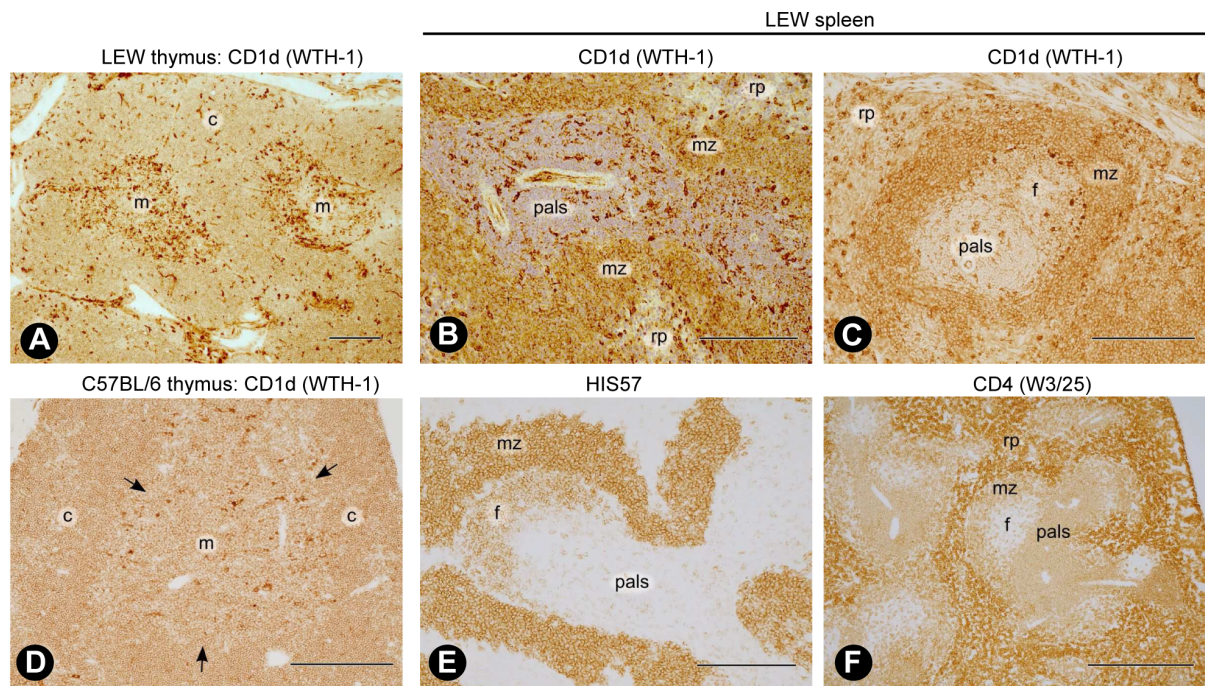 LEW spleen
LEW thymus: CD1d (WTH-1)
CD1d (WTH-1)
CD1d (WTH-1)
c
m
m
A
rp
mz
pals
mz
rp
B
rp
f
mz
pals
C
C57BL/6 thymus: CD1d (WTH-1)
HIS57
CD4 (W3/25)
c
c
m
D
mz
f
pals
E
rp
mz
f
pals
F